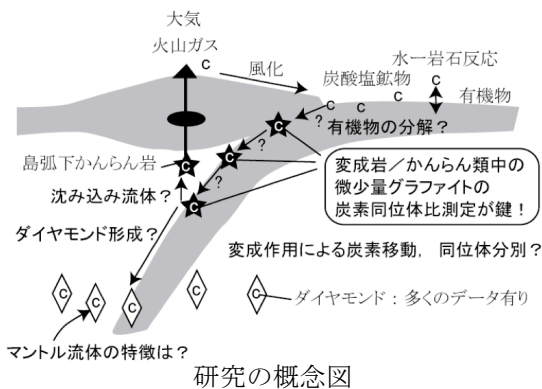 大気
火山ガス
C
風化
水ー岩石反応
炭酸塩鉱物
C
有機物
C
C
C
?
有機物の分解？
C
?
島弧下かんらん岩
C
C
?
変成岩／かんらん類中の
微少量グラファイトの
炭素同位体比測定が鍵！
沈み込み流体？
C
ダイヤモンド形成？
変成作用による炭素移動，同位体分別？
C
C
C
C
C
ダイヤモンド：多くのデータ有り
マントル流体の特徴は？
研究の概念図